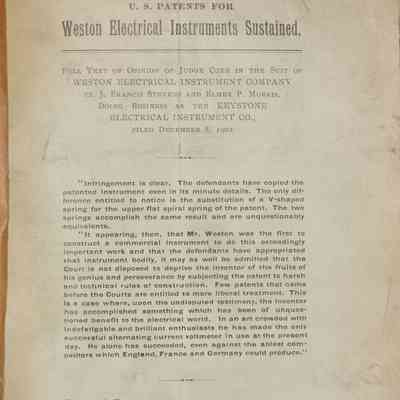 U. S. PATENTS FOR
Weston Electrical Instruments Sustained.
FULL TEXT OF OPINION OF JUDGE COXE IN THE SUIT OF
WESTON ELECTRICAL INSTRUMENT COMPANY
vs. J. FRANCIS STEVENS AND ELMER P. MORRIS,
DOING BUSINESS AS THE KEYSTONE
ELECTRICAL INSTRUMENT CO.,
FILED DECEMBER
"Infringement is clear. The defendants have copied the
patented instrument even in its minute details. The only dif-
ference entitled to notice is the substitution of a V-shaped
spring for the upper flat spiral spring of the patent. The two
springs accomplish the same result and are unquestionably
equivalents.
"It appearing, then, that Mr. Weston was the first to
construct a commercial instrument to do this exceedingly
important work and that the defendants have appropriated
that instrument bodily, it may as well be admitted that the
Court is not disposed to deprive the inventor of the fruits of
his genius and perseverance by subjecting the patent to harsh
and technical rules of construction. Few patents that come
before the Courts are entitled to more liberal treatment. This
is a case where, upon the undisputed testimony, the inventor
has accomplished something which has been of unques-
tioned benefit to the electrical world. In an art crowded with
indefatigable and brilliant enthusiasts he has made the only
successful alternating current voltmeter in use at the present
day. He alone has succeeded, even against the ablest com-
petitors which England, France and Germany could produce."